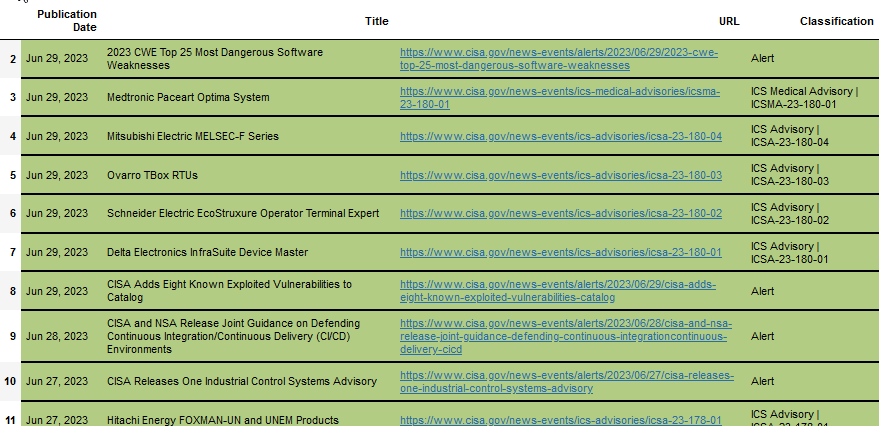 Publication Date Title URL Classification
2 Jun 29, 2023 2023 CWE Top 25 Most Dangerous Software Weaknesses https://www.cisa.gov/news-events/alerts/2023/06/29/2023-cwe-top-25-most-dangerous-software-weaknesses Alert
3 Jun 29, 2023 Medtronic Paceart Optima System https://www.cisa.gov/news-events/ics-medical-advisories/icsma-23-180-01 ICS Medical Advisory | ICSMA-23-180-01
4 Jun 29, 2023 Mitsubishi Electric MELSEC-F Series https://www.cisa.gov/news-events/ics-advisories/icsa-23-180-04 ICS Advisory | ICSA-23-180-04
5 Jun 29, 2023 Ovarro TBox RTUs https://www.cisa.gov/news-events/ics-advisories/icsa-23-180-03 ICS Advisory | ICSA-23-180-03
6 Jun 29, 2023 Schneider Electric EcoStruxure Operator Terminal Expert https://www.cisa.gov/news-events/ics-advisories/icsa-23-180-02 ICS Advisory | ICSA-23-180-02
7 Jun 29, 2023 Delta Electronics InfraSuite Device Master https://www.cisa.gov/news-events/ics-advisories/icsa-23-180-01 ICS Advisory | ICSA-23-180-01
8 Jun 29, 2023 CISA Adds Eight Known Exploited Vulnerabilities to Catalog https://www.cisa.gov/news-events/alerts/2023/06/29/cisa-adds-eight-known-exploited-vulnerabilities-catalog Alert
9 Jun 28, 2023 CISA and NSA Release Joint Guidance on Defending Continuous Integration/Continuous Delivery (CI/CD) Environments https://www.cisa.gov/news-events/alerts/2023/06/28/cisa-and-nsa-release-joint-guidance-defending-continuous-integrationcontinuous-delivery-cicd Alert
10 Jun 27, 2023 CISA Releases One Industrial Control Systems Advisory https://www.cisa.gov/news-events/alerts/2023/06/27/cisa-releases-one-industrial-control-systems-advisory Alert
11 Jun 27, 2023 Hitachi Energy FOXMAN-UN and UNEM Products https://www.cisa.gov/news-events/ics-advisories/icsa-23-178-01 ICS Advisory |